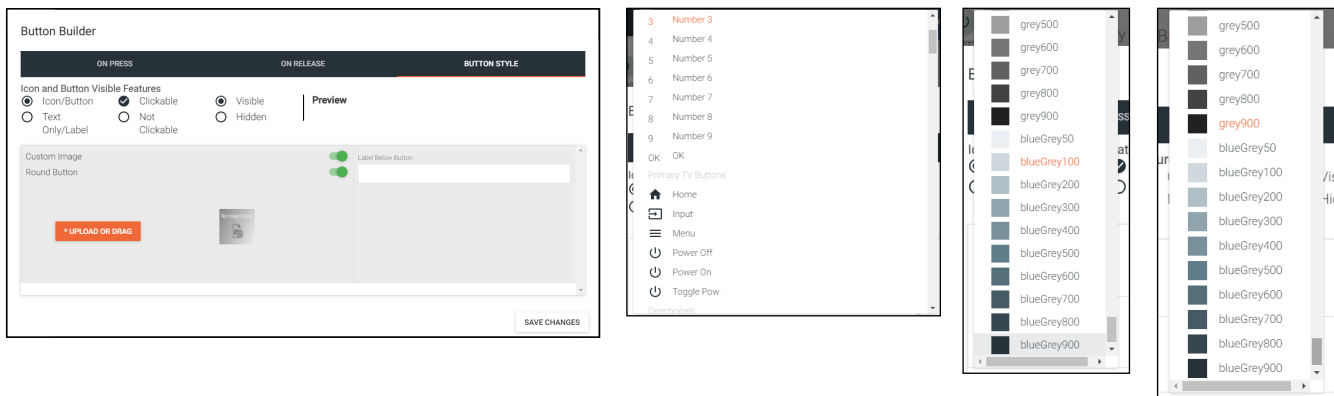 Button Builder
ON PRESS
ON RELEASE
BUTTON STYLE
Icon and Button Visible Features
Icon/Button
Clickable
Visible
Preview
Text
Only/Label
Not
Clickable
Hidden
Custom Image
Label Below Button
Round Button
* UPLOAD OR DRAG
No Image Found
SAVE CHANGES
3 Number 3
4 Number 4
5 Number 5
6 Number 6
7 Number 7
8 Number 8
9 Number 9
OK OK
Primary TV Buttons
Home
Input
Menu
Power Off
Power On
Toggle Pow.
Directionals
grey500
grey600
grey700
grey800
grey900
blueGrey50
blueGrey100
blueGrey200
blueGrey300
blueGrey400
blueGrey500
blueGrey600
blueGrey700
blueGrey800
blueGrey900
grey500
grey600
grey700
grey800
grey900
blueGrey50
blueGrey100
blueGrey200
blueGrey300
blueGrey400
blueGrey500
blueGrey600
blueGrey700
blueGrey800
blueGrey900